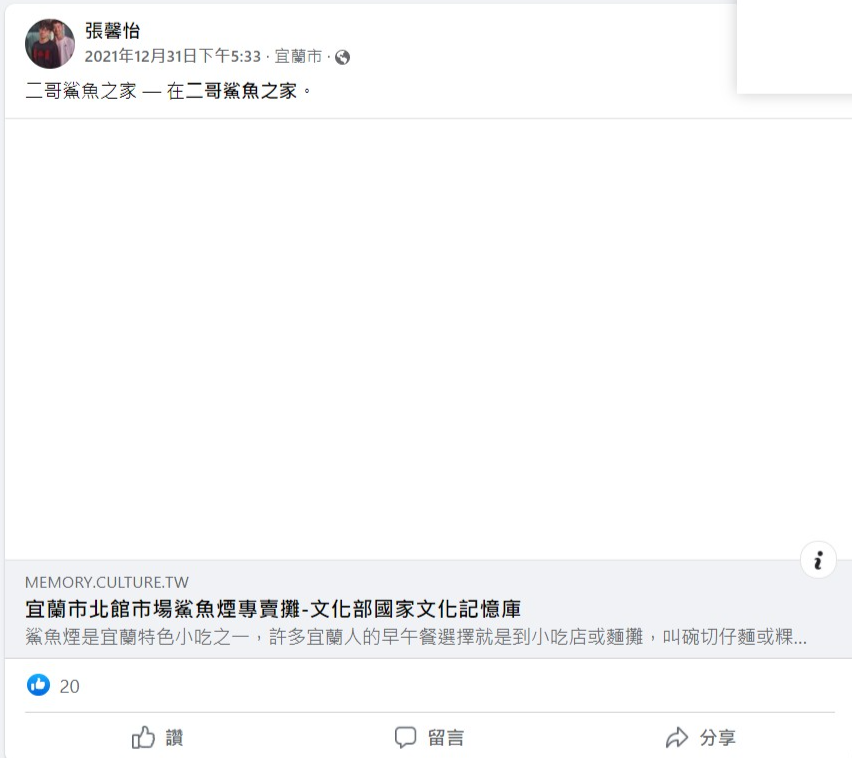 張馨怡
2021年12月31日下午5:33 · 宜蘭市 ·
二哥鯊魚之家 — 在二哥鯊魚之家。
MEMORY.CULTURE.TW
宜蘭市北館市場鯊魚煙專賣攤-文化部國家文化記憶庫
鯊魚煙是宜蘭特色小吃之一，許多宜蘭人的早午餐選擇就是到小吃店或麵攤，叫碗切仔麵或粿...
20
讚
留言
分享